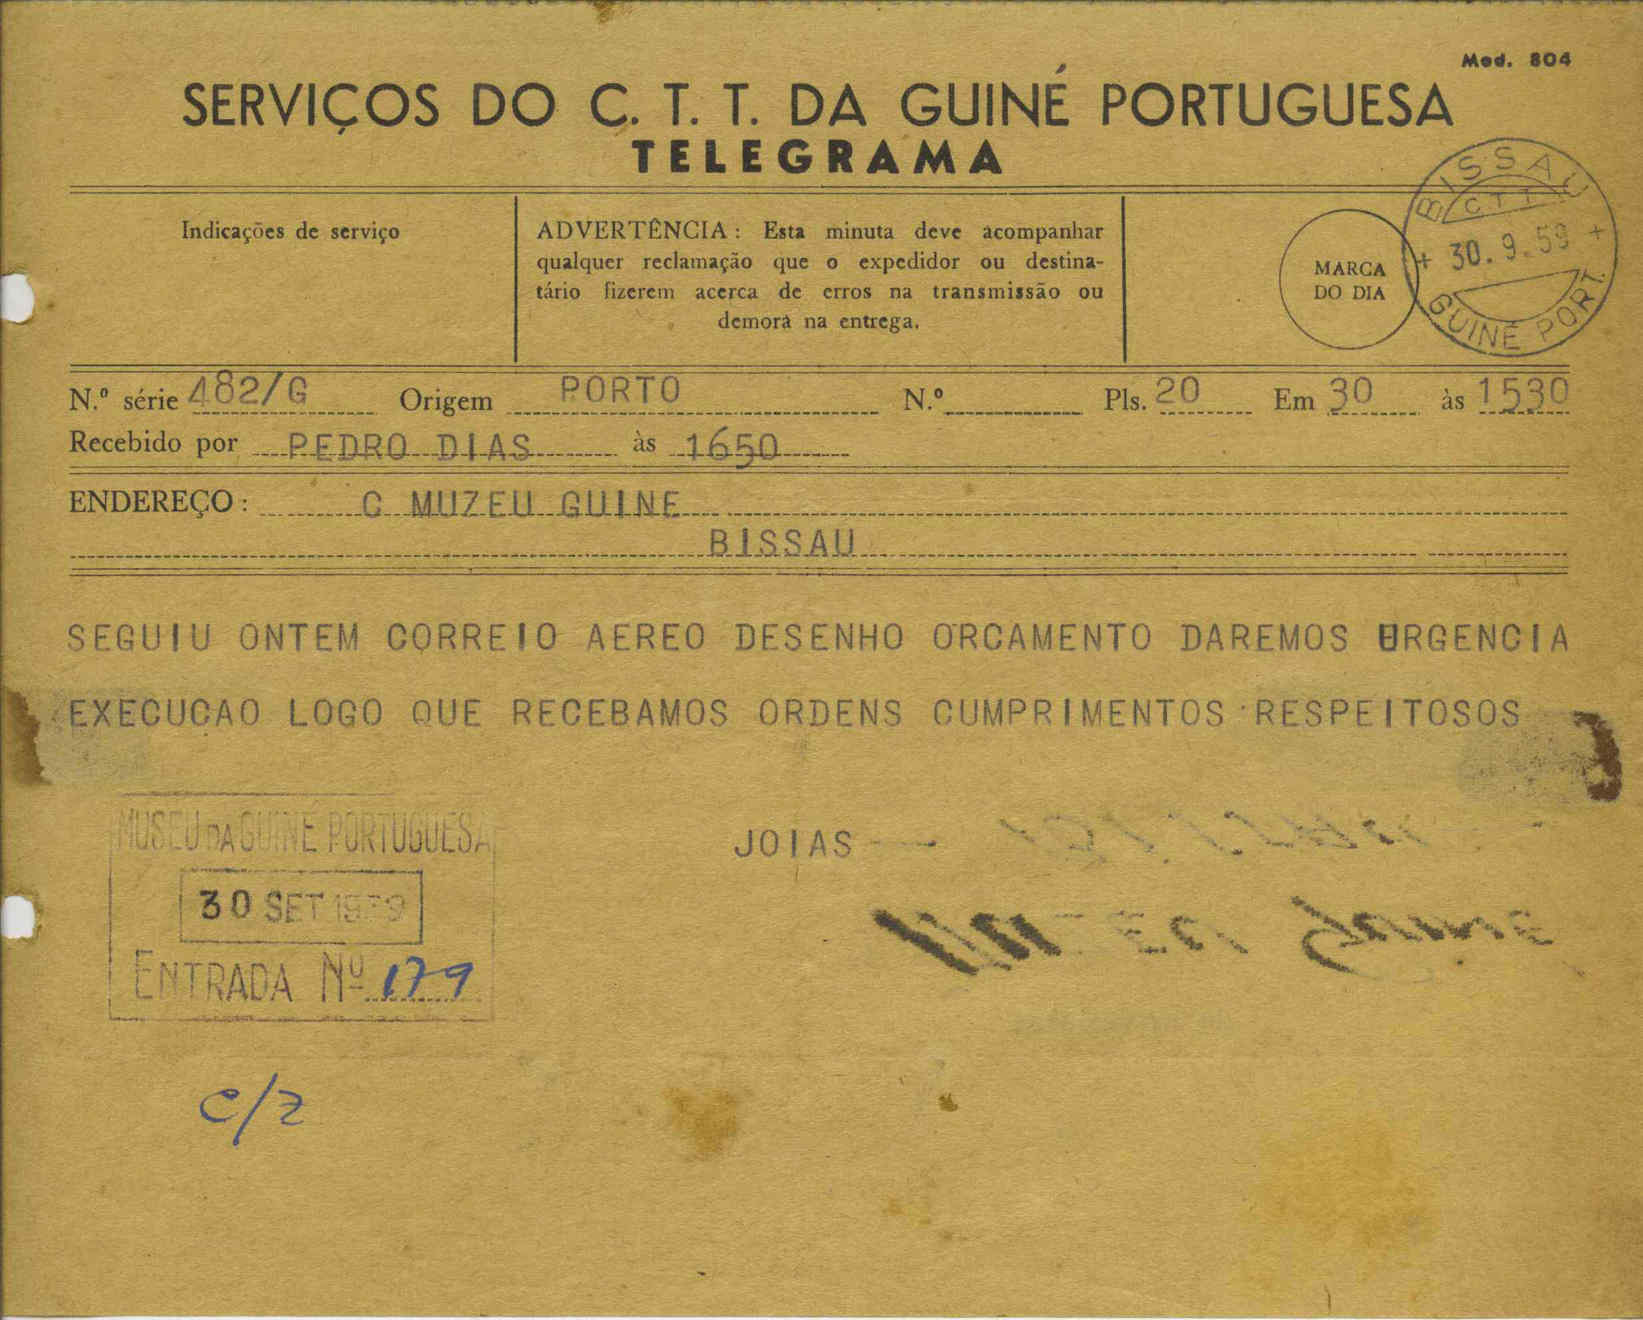 Mod. 804
SERVIÇOS DO C. T. T. DA GUINÉ PORTUGUESA
TELEGRAMA
Indicações de serviço
ADVERTÊNCIA : Esta minuta deve acompanhar
qualquer reclamação que o expedidor ou destina-
tário fizerem acerca de erros na transmissão ou
demora na entrega.
MARCA
DO DIA
BISSAU
C T T
+ 30. 9. 59 +
GUINÉ PORT.
N.º série 482/G Origem PORTO N.º Pls. 20 Em 30 às 1530
Recebido por PEDRO DIAS às 1650
ENDEREÇO : C MUZEU GUINE
BISSAU
SEGUIU ONTEM CORREIO AEREO DESENHO ORCAMENTO DAREMOS URGENCIA
EXECUCAO LOGO QUE RECEBAMOS ORDENS CUMPRIMENTOS RESPEITOSOS
JOIAS
MUSEU DA GUINÉ PORTUGUESA
30 SET 1959
ENTRADA Nº 179
c/z